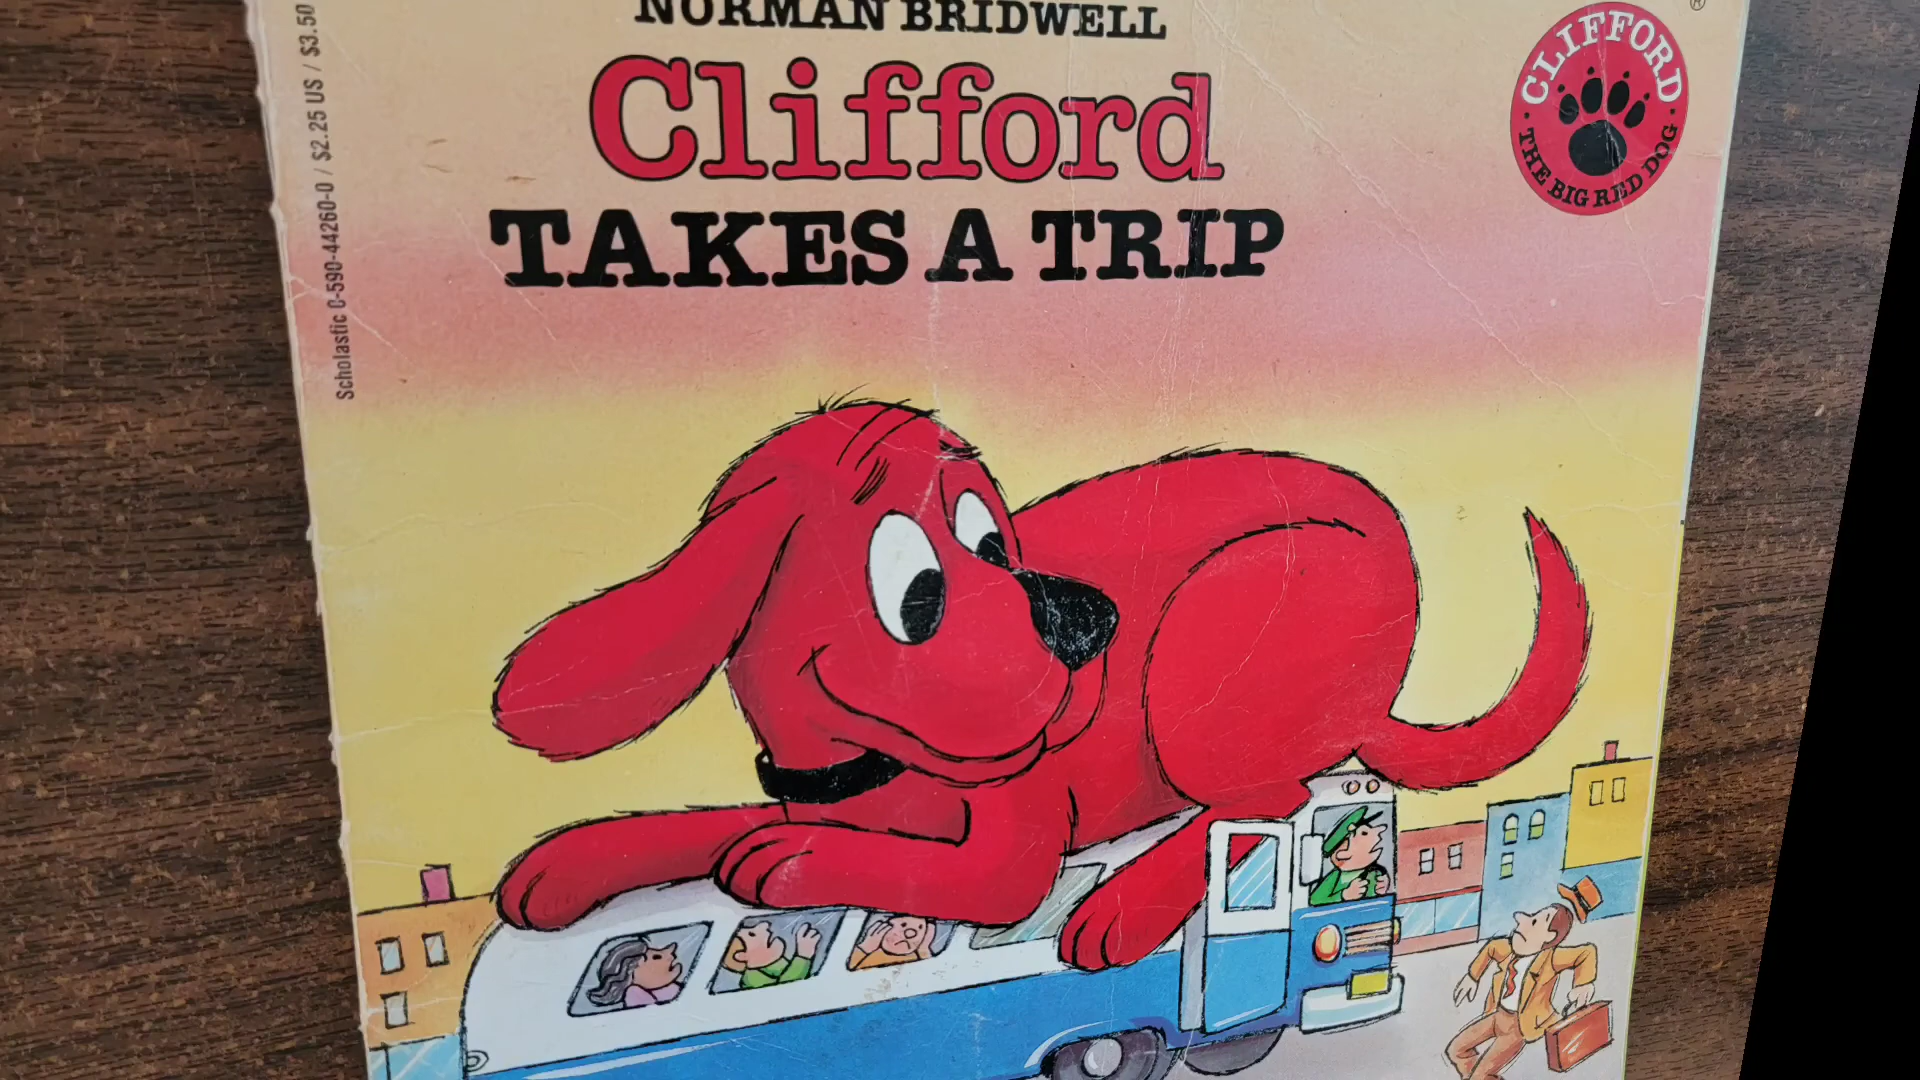 NORMAN BRIDWELL
Clifford
TAKES A TRIP
CLIFFORD
· THE BIG RED DOG ·
®
Scholastic 0-590-44260-0 / $2.25 US / $3.50